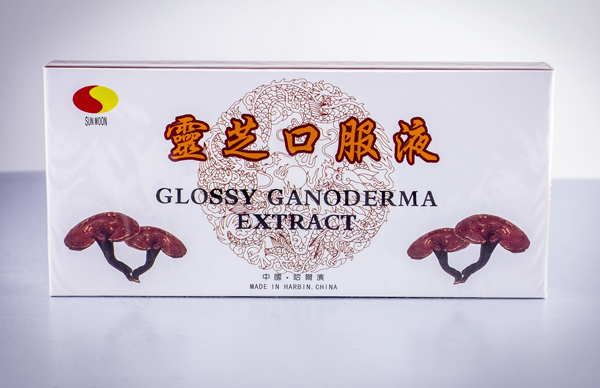 SUN MOON
靈芝口服液
GLOSSY GANODERMA
EXTRACT
中國·哈爾濱
MADE IN HARBIN, CHINA